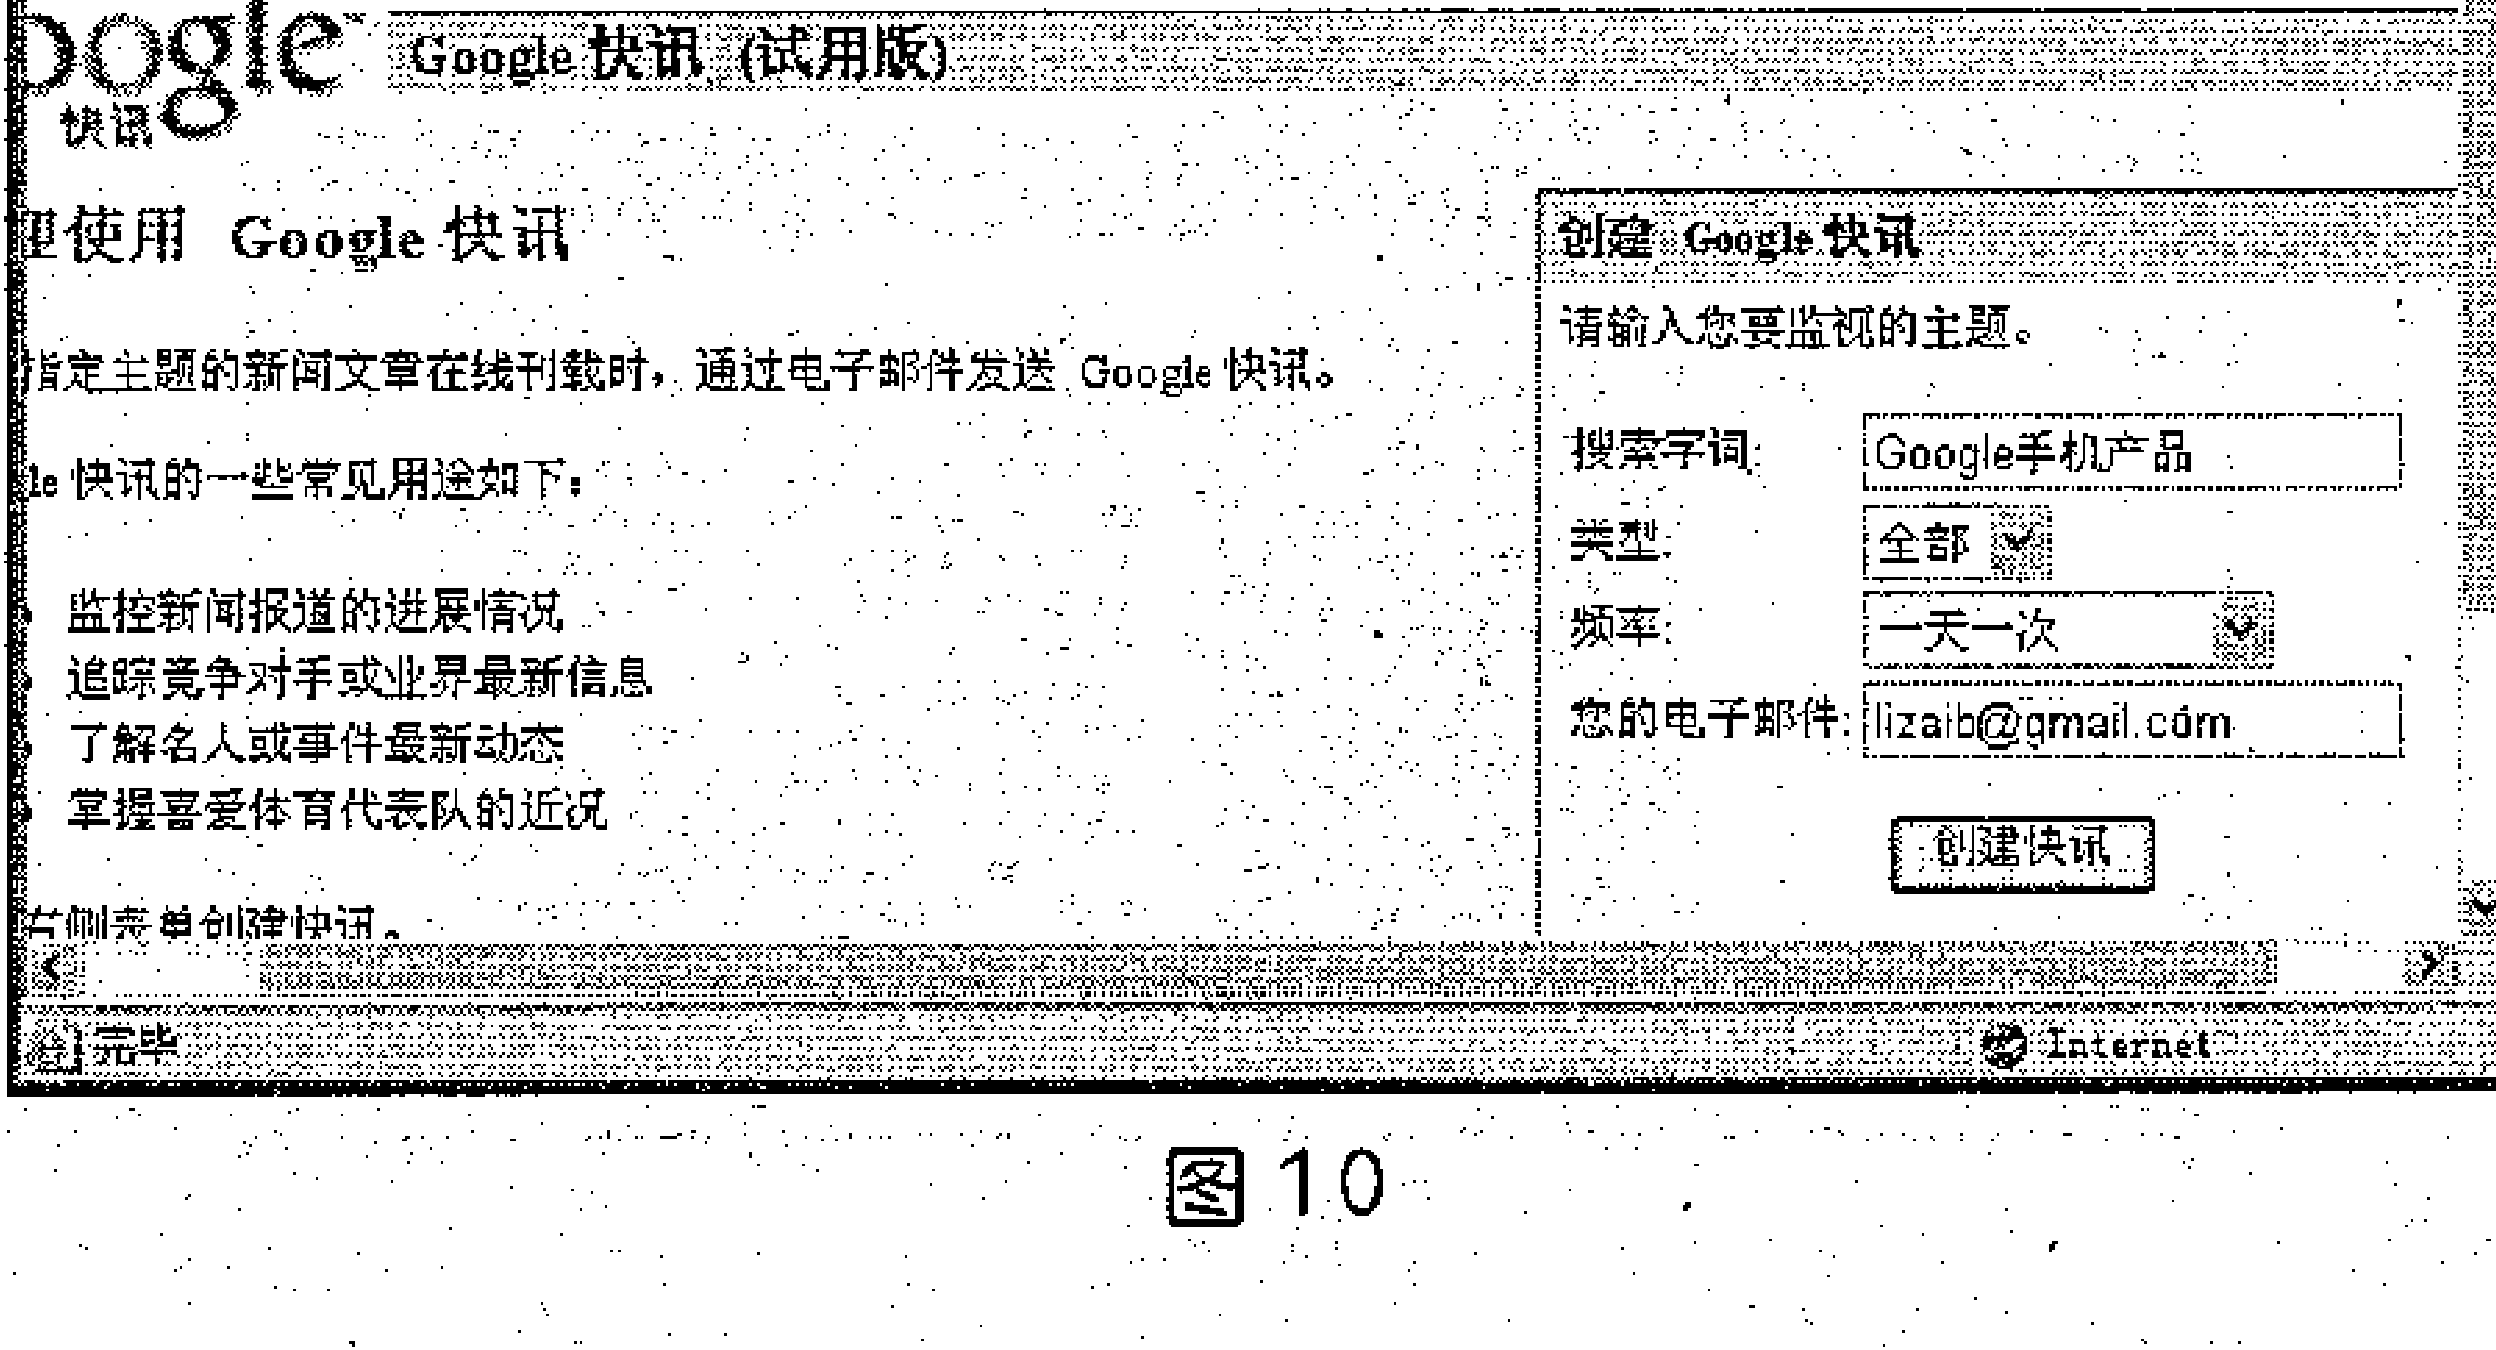 oogle™
快讯
Google 快讯 (试用版)
使用 Google 快讯
指定主题的新闻文章在线刊载时，通过电子邮件发送 Google 快讯。
le 快讯的一些常见用途如下：
监控新闻报道的进展情况
追踪竞争对手或业界最新信息
了解名人或事件最新动态
掌握喜爱体育代表队的近况
右侧表单创建快讯。
创建 Google 快讯
请输入您要监视的主题。
搜索字词: Google手机产品
类型: 全部
频率: 一天一次
您的电子邮件: lizaib@gmail.com
创建快讯
完毕
Internet
图 10